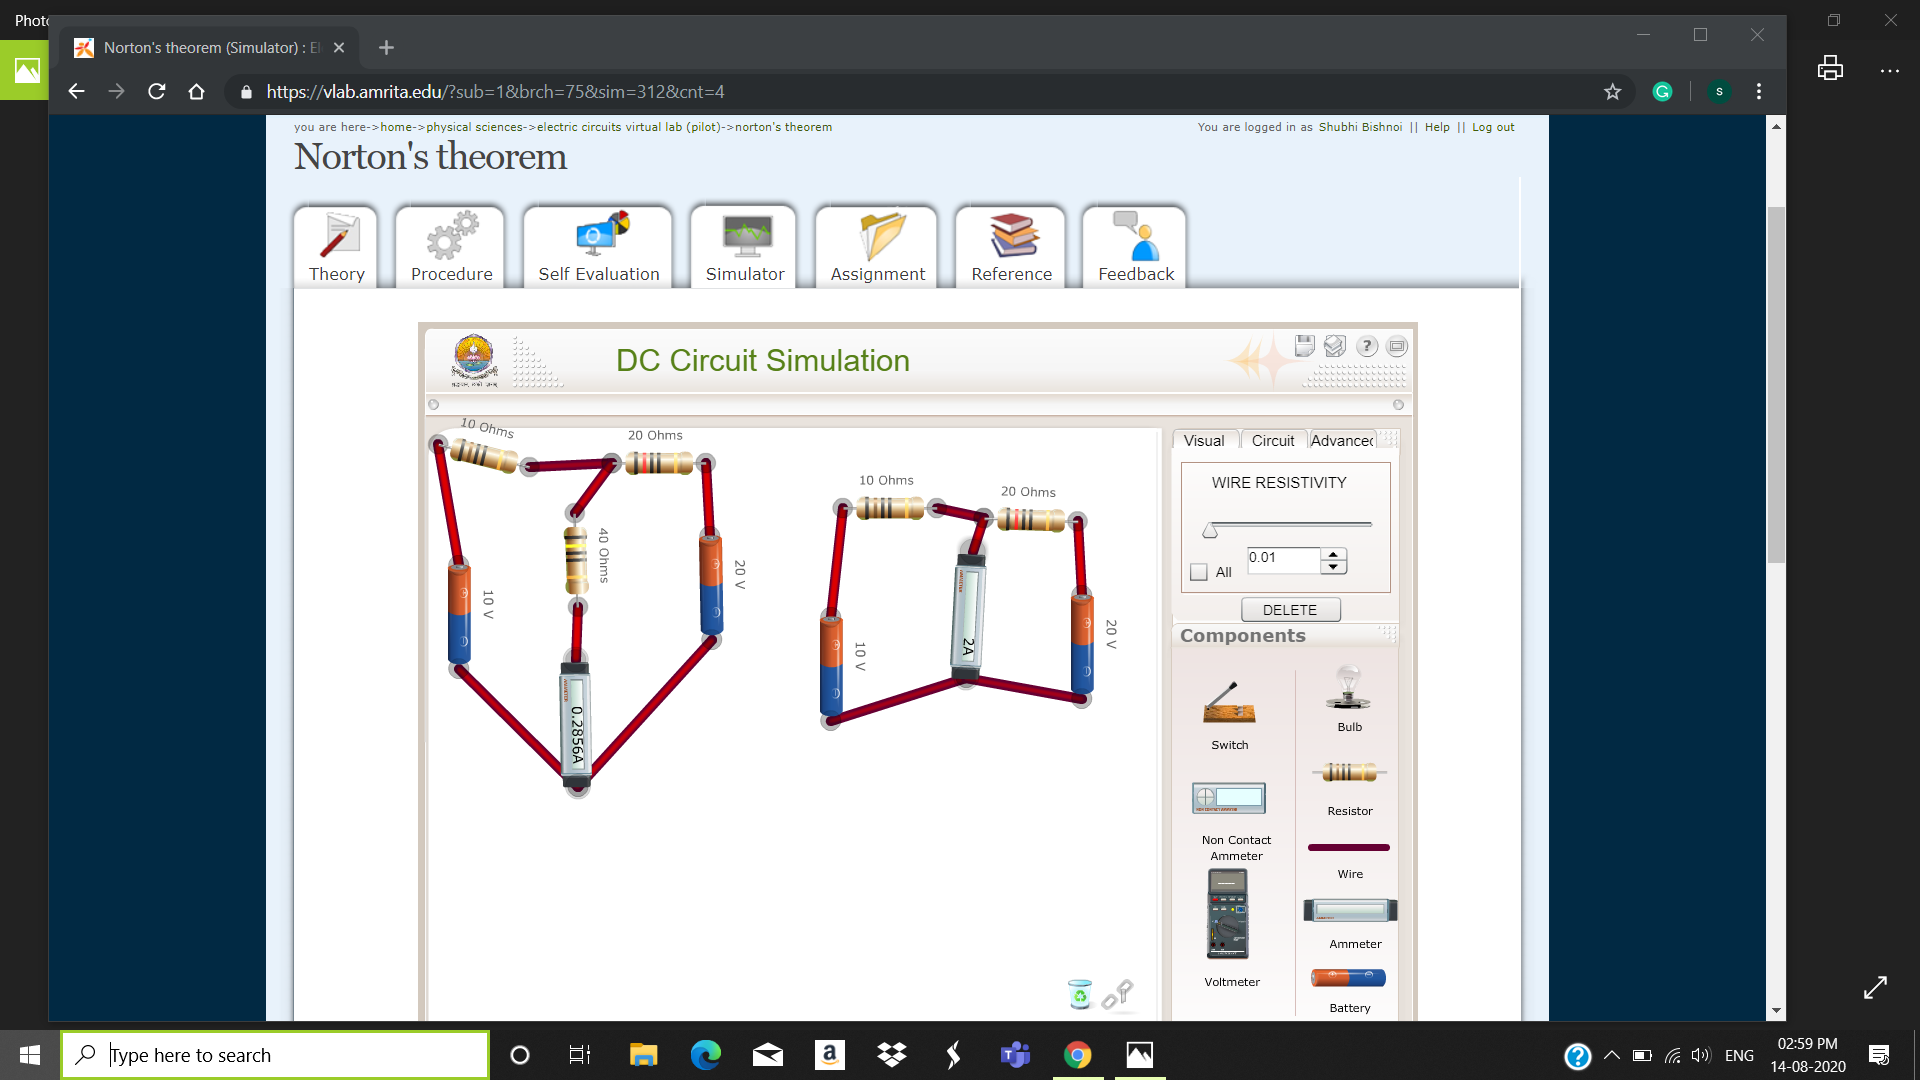 Photo
Norton's theorem (Simulator) : El
https://vlab.amrita.edu/?sub=1&brch=75&sim=312&cnt=4
S
you are here->home->physical sciences->electric circuits virtual lab (pilot)->norton's theorem
You are logged in as Shubhi Bishnoi || Help || Log out
Norton's theorem
Theory
Procedure
Self Evaluation
Simulator
Assignment
Reference
Feedback
DC Circuit Simulation
?
10 Ohms
20 Ohms
40 Ohms
10 V
20 V
0.2856A
10 Ohms
20 Ohms
10 V
2A
20 V
Visual
Circuit
Advanced
WIRE RESISTIVITY
0.01
All
DELETE
Components
Switch
Bulb
Resistor
Non Contact
Ammeter
Wire
Ammeter
Voltmeter
Battery
Type here to search
a
?
ENG
02:59 PM
14-08-2020